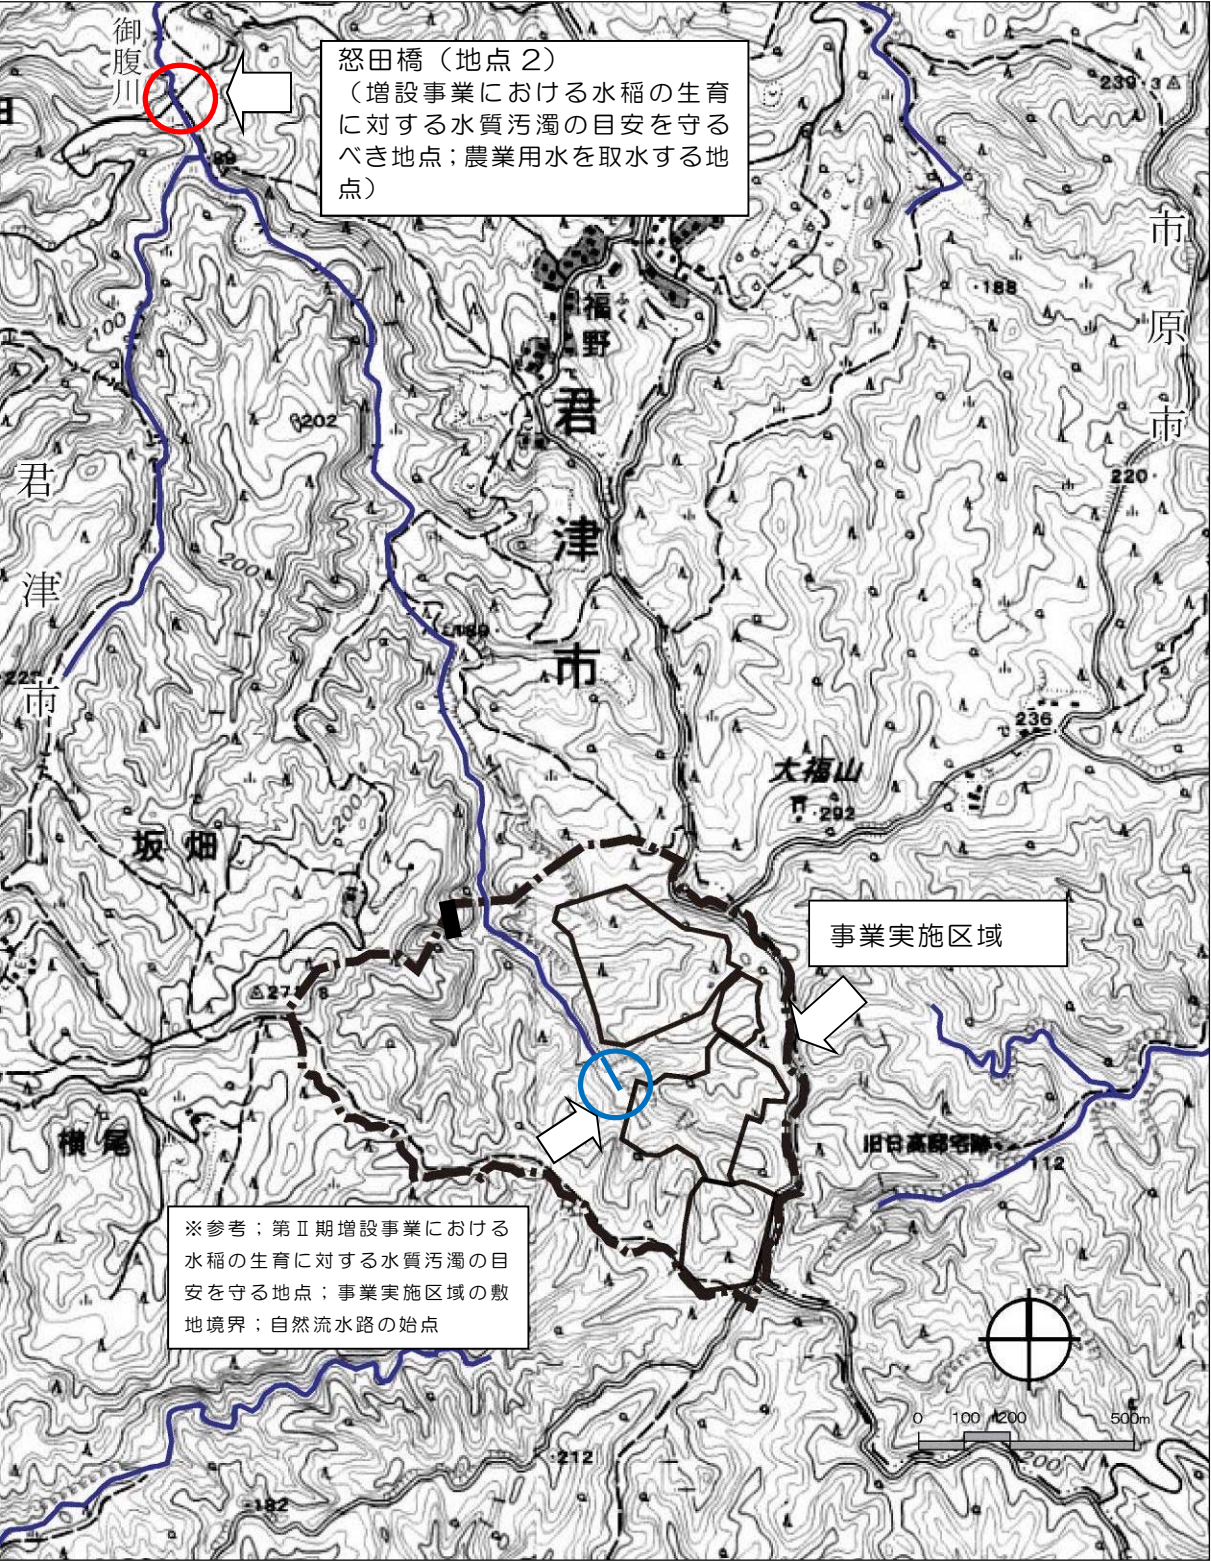 御腹川
怒田橋（地点２）
（増設事業における水稲の生育
に対する水質汚濁の目安を守る
べき地点；農業用水を取水する地
点）
239・3
89
市原市
・188
福野
ふく
君津市
100
202
220・
君津市
200
189
236
大福山
・292
坂畑
200
事業実施区域
横尾
旧日高邸宅跡
112
※参考；第Ⅱ期増設事業における
水稲の生育に対する水質汚濁の目
安を守る地点；事業実施区域の敷
地境界；自然流水路の始点
0 100 200 500m
200
・212
・182